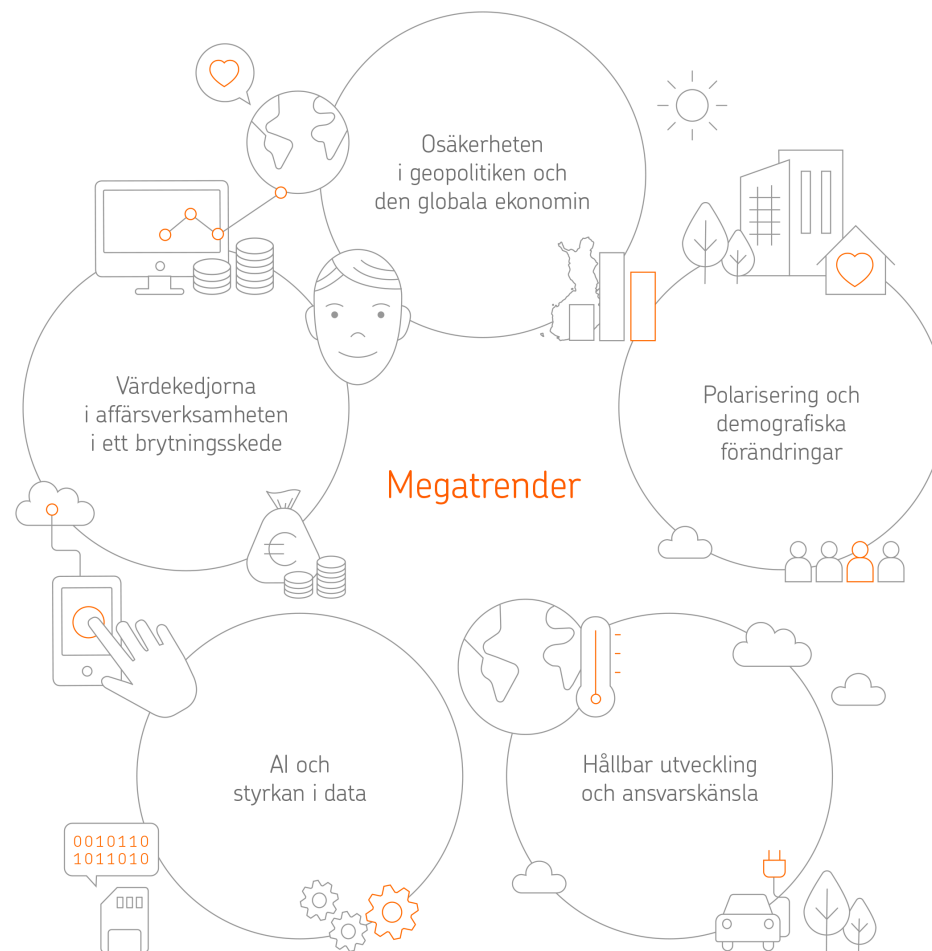 Osäkerheten
i geopolitiken och
den globala ekonomin
Värdekedjorna
i affärsverksamheten
i ett brytningsskede
Polarisering och
demografiska
förändringar
Megatrender
AI och
styrkan i data
Hållbar utveckling
och ansvarskänsla
0010110
1011010